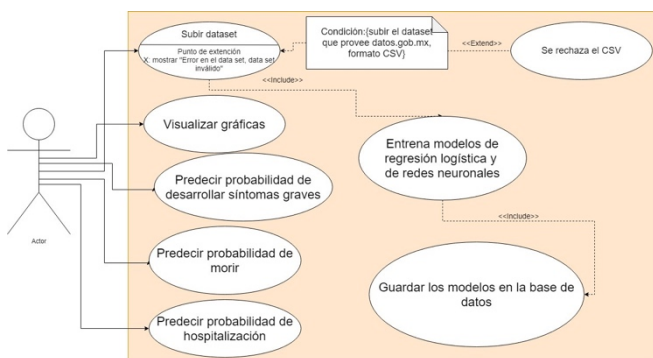 Subir dataset
Punto de extención
X: mostrar "Error en el data set, data set
inválido"
Condición:{subir el dataset
que provee datos.gob.mx,
formato CSV}
<<Extend>>
Se rechaza el CSV
<<Include>>
Visualizar gráficas
Entrena modelos de
regresión logística y
de redes neuronales
Predecir probabilidad de
desarrollar síntomas graves
<<Include>>
Actor
Predecir probabilidad de
morir
Guardar los modelos en la base de
datos
Predecir probabilidad de
hospitalización